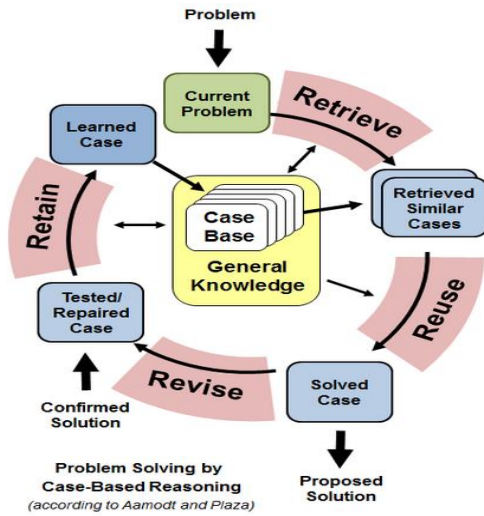 Problem
Current
Problem
Retrieve
Learned
Case
Retrieved
Similar
Cases
Case
Base
General
Knowledge
Retain
Reuse
Tested/
Repaired
Case
Revise
Solved
Case
Confirmed
Solution
Proposed
Solution
Problem Solving by
Case-Based Reasoning
(according to Aamodt and Plaza)